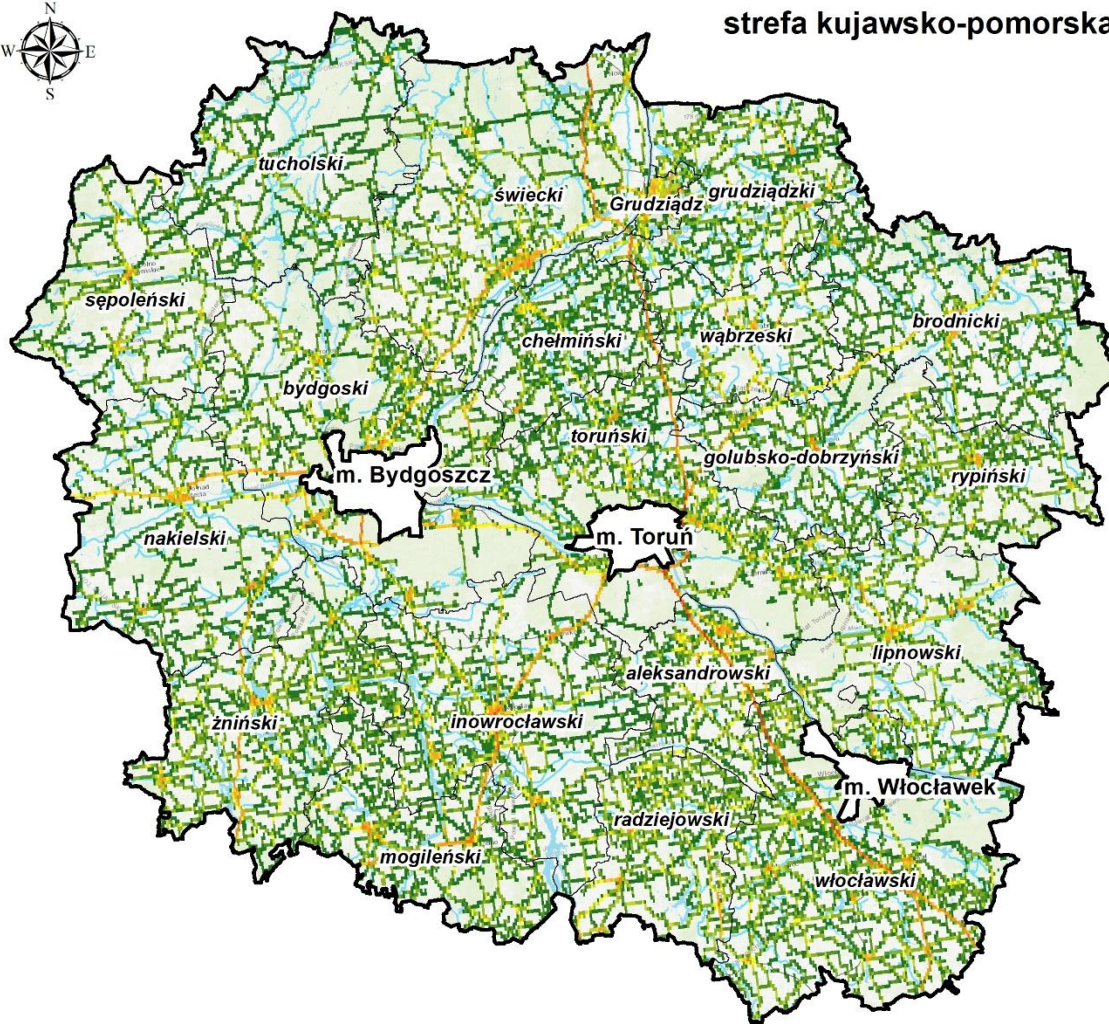 N
strefa kujawsko-pomorska
W
E
S
tucholski
świecki
Grudziądz
grudziądzki
sępoleński
chełmiński
wąbrzeski
brodnicki
bydgoski
toruński
golubsko-dobrzyński
rypiński
m. Bydgoszcz
nakielski
m. Toruń
lipnowski
aleksandrowski
żniński
inowrocławski
m. Włocławek
radziejowski
mogileński
włocławski